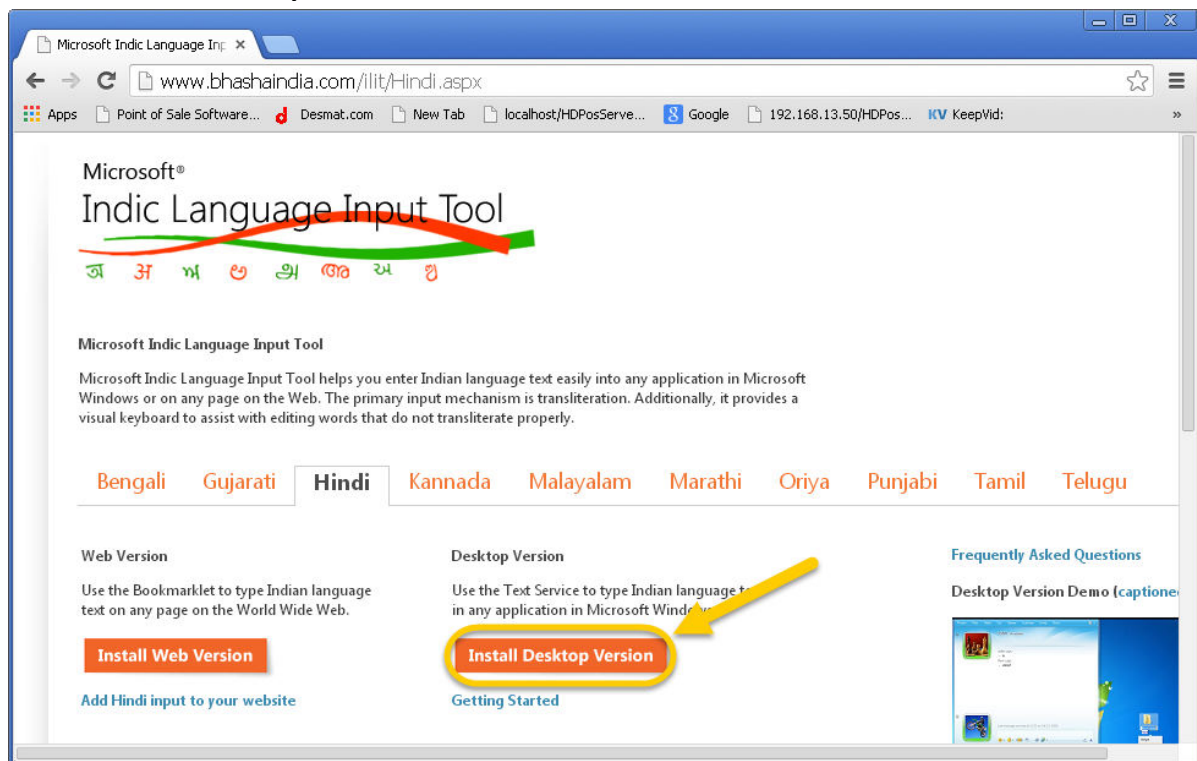 Microsoft Indic Language Inp
www.bhashaindia.com/ilit/Hindi.aspx
Apps Point of Sale Software... Desmat.com New Tab localhost/HDPosServe... 8 Google 192.168.13.50/HDPos... KV KeepVid: »
Microsoft®
Indic Language Input Tool
অ अ ਅ అ அ അ અ ଅ
Microsoft Indic Language Input Tool
Microsoft Indic Language Input Tool helps you enter Indian language text easily into any application in Microsoft
Windows or on any page on the Web. The primary input mechanism is transliteration. Additionally, it provides a
visual keyboard to assist with editing words that do not transliterate properly.
Bengali Gujarati Hindi Kannada Malayalam Marathi Oriya Punjabi Tamil Telugu
Web Version Desktop Version Frequently Asked Questions
Use the Bookmarklet to type Indian language Use the Text Service to type Indian language Desktop Version Demo (captione
text on any page on the World Wide Web. in any application in Microsoft
Install Web Version Install Desktop Version
Add Hindi input to your website Getting Started